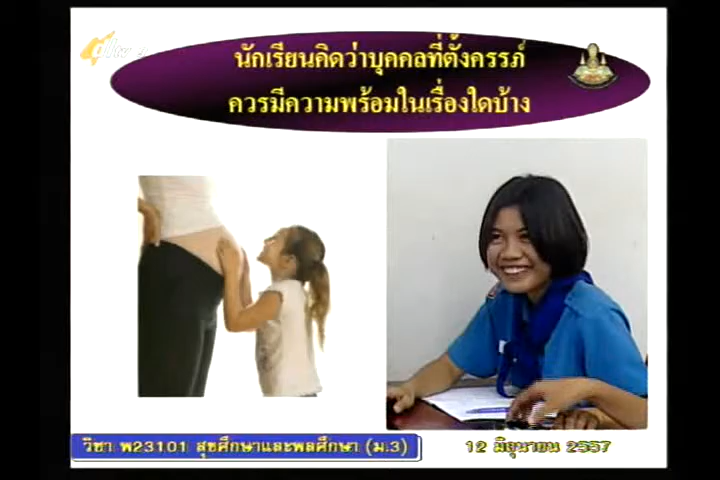 นักเรียนคิดว่าบุคคลที่ตั้งครรภ์
ควรมีความพร้อมในเรื่องใดบ้าง
วิชา พ23101 สุขศึกษาและพลศึกษา (ม.3)
12 มิถุนายน 2557